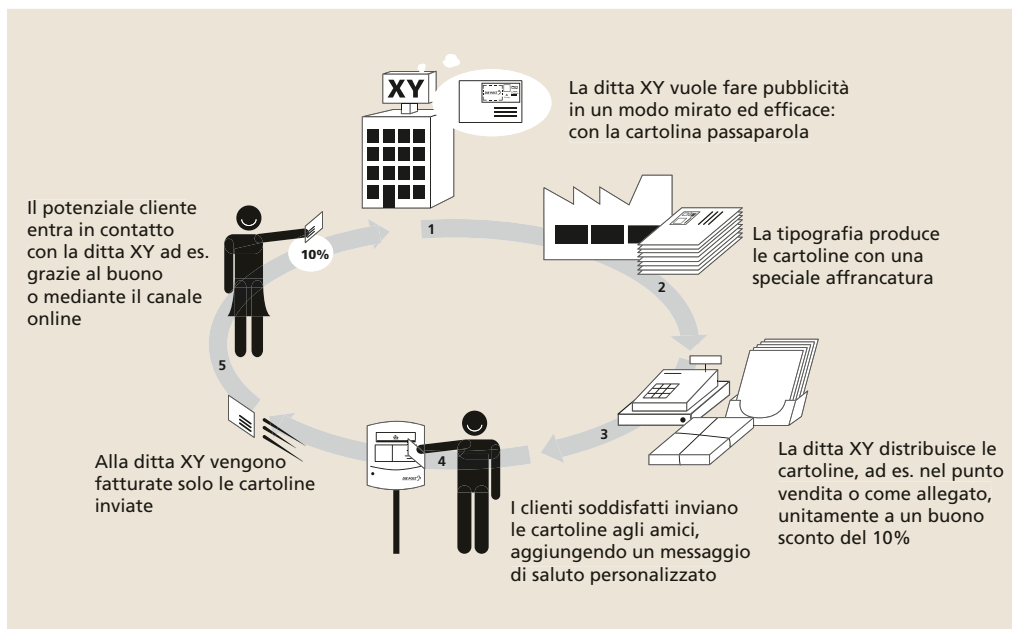 XY
La ditta XY vuole fare pubblicità
in un modo mirato ed efficace:
con la cartolina passaparola
1
La tipografia produce
le cartoline con una
speciale affrancatura
2
La ditta XY distribuisce le
cartoline, ad es. nel punto
vendita o come allegato,
unitamente a un buono
sconto del 10%
3
I clienti soddisfatti inviano
le cartoline agli amici,
aggiungendo un messaggio
di saluto personalizzato
4
Alla ditta XY vengono
fatturate solo le cartoline
inviate
5
Il potenziale cliente
entra in contatto
con la ditta XY ad es.
grazie al buono
o mediante il canale
online
10%